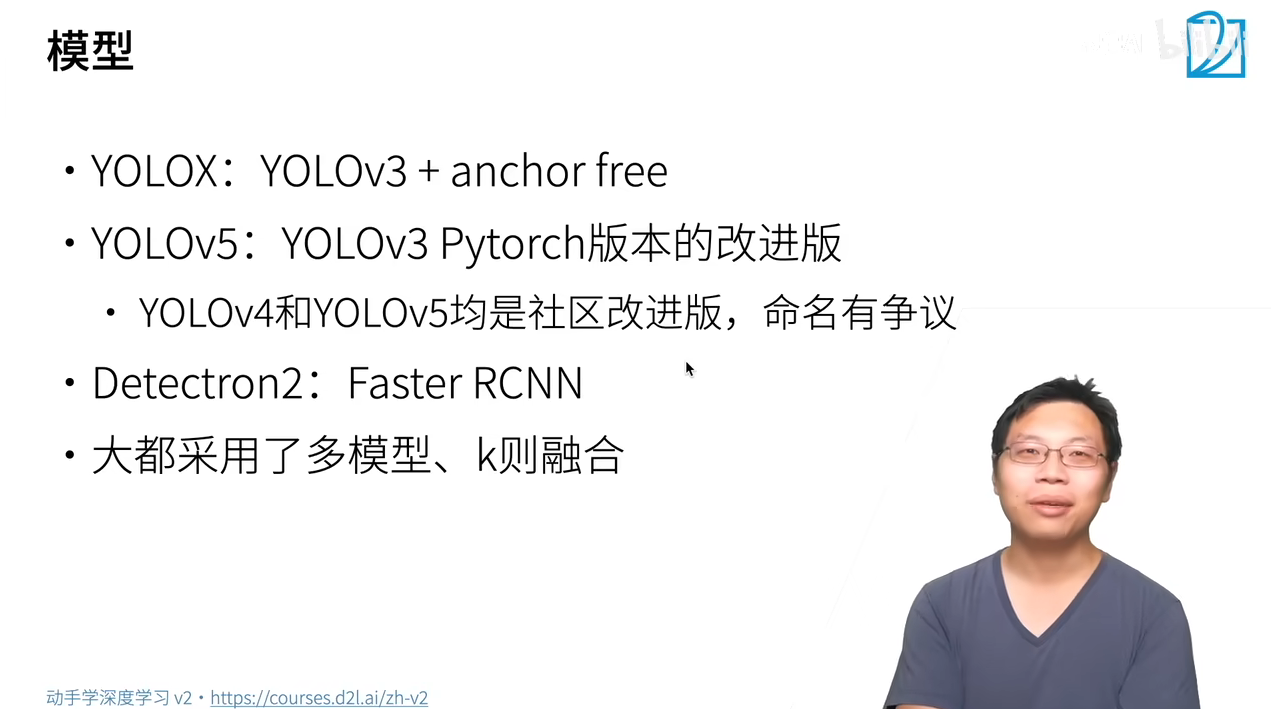 模型
• YOLOX：YOLOv3 + anchor free
• YOLOv5：YOLOv3 Pytorch版本的改进版
• YOLOv4和YOLOv5均是社区改进版，命名有争议
• Detectron2：Faster RCNN
• 大都采用了多模型、k则融合
动手学深度学习 v2 • https://courses.d2l.ai/zh-v2